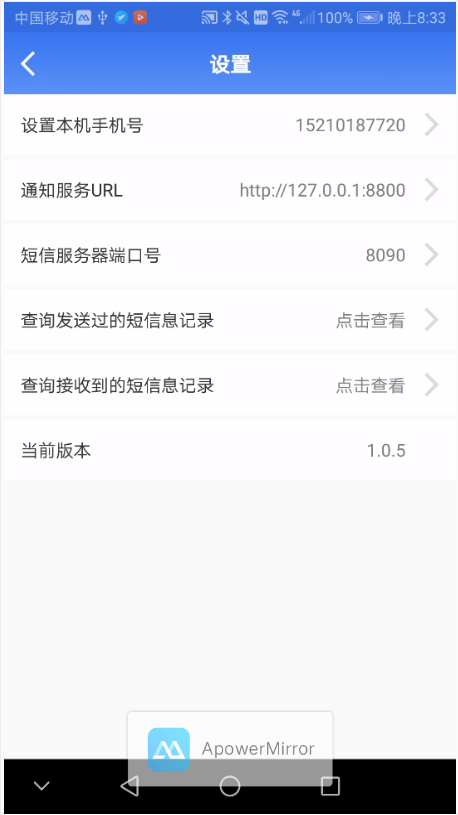 中国移动 HD 4G 100% 晚上8:33
设置
设置本机手机号 15210187720
通知服务URL http://127.0.0.1:8800
短信服务器端口号 8090
查询发送过的短信息记录 点击查看
查询接收到的短信息记录 点击查看
当前版本 1.0.5
ApowerMirror